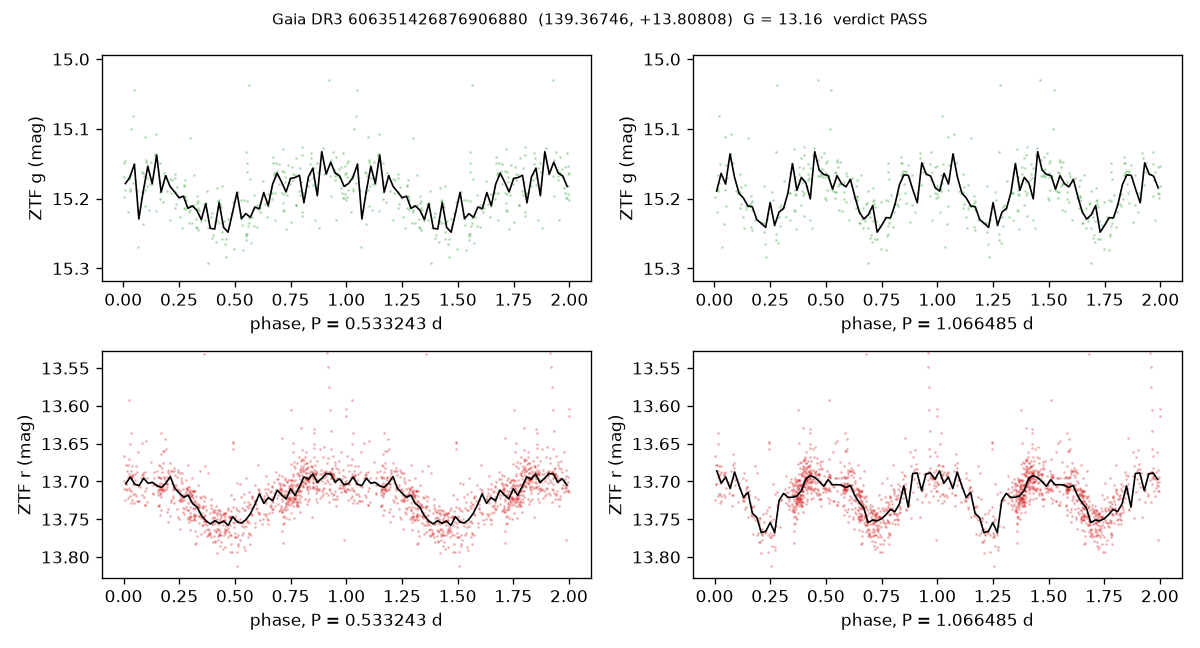 Gaia DR3 606351426876906880  (139.36746, +13.80808)  G = 13.16  verdict PASS
ZTF g (mag)
15.0
15.1
15.2
15.3
0.00 0.25 0.50 0.75 1.00 1.25 1.50 1.75 2.00
phase, P = 0.533243 d
ZTF g (mag)
15.0
15.1
15.2
15.3
0.00 0.25 0.50 0.75 1.00 1.25 1.50 1.75 2.00
phase, P = 1.066485 d
ZTF r (mag)
13.55
13.60
13.65
13.70
13.75
13.80
0.00 0.25 0.50 0.75 1.00 1.25 1.50 1.75 2.00
phase, P = 0.533243 d
ZTF r (mag)
13.55
13.60
13.65
13.70
13.75
13.80
0.00 0.25 0.50 0.75 1.00 1.25 1.50 1.75 2.00
phase, P = 1.066485 d